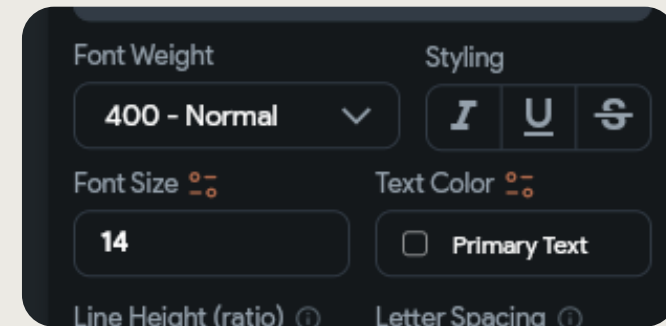 Font Weight
Styling
400 - Normal
I U S
Font Size
Text Color
14
Primary Text
Line Height (ratio)
Letter Spacing